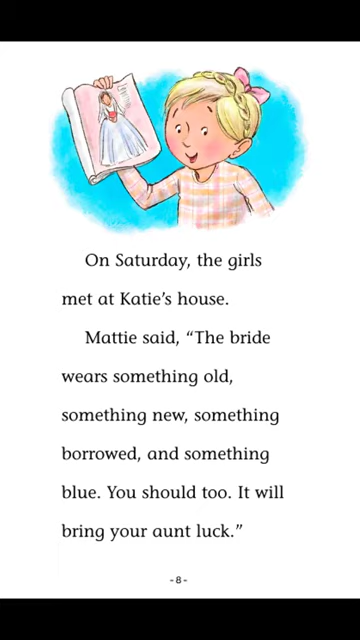 On Saturday, the girls
met at Katie's house.
Mattie said, "The bride
wears something old,
something new, something
borrowed, and something
blue. You should too. It will
bring your aunt luck."
- 8 -